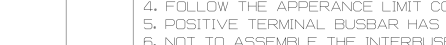 4. FOLLOW THE APPERANCE LIMIT
5. POSITIVE TERMINAL BUSBAR HAS
6. NOT TO ASSEMBLE THE